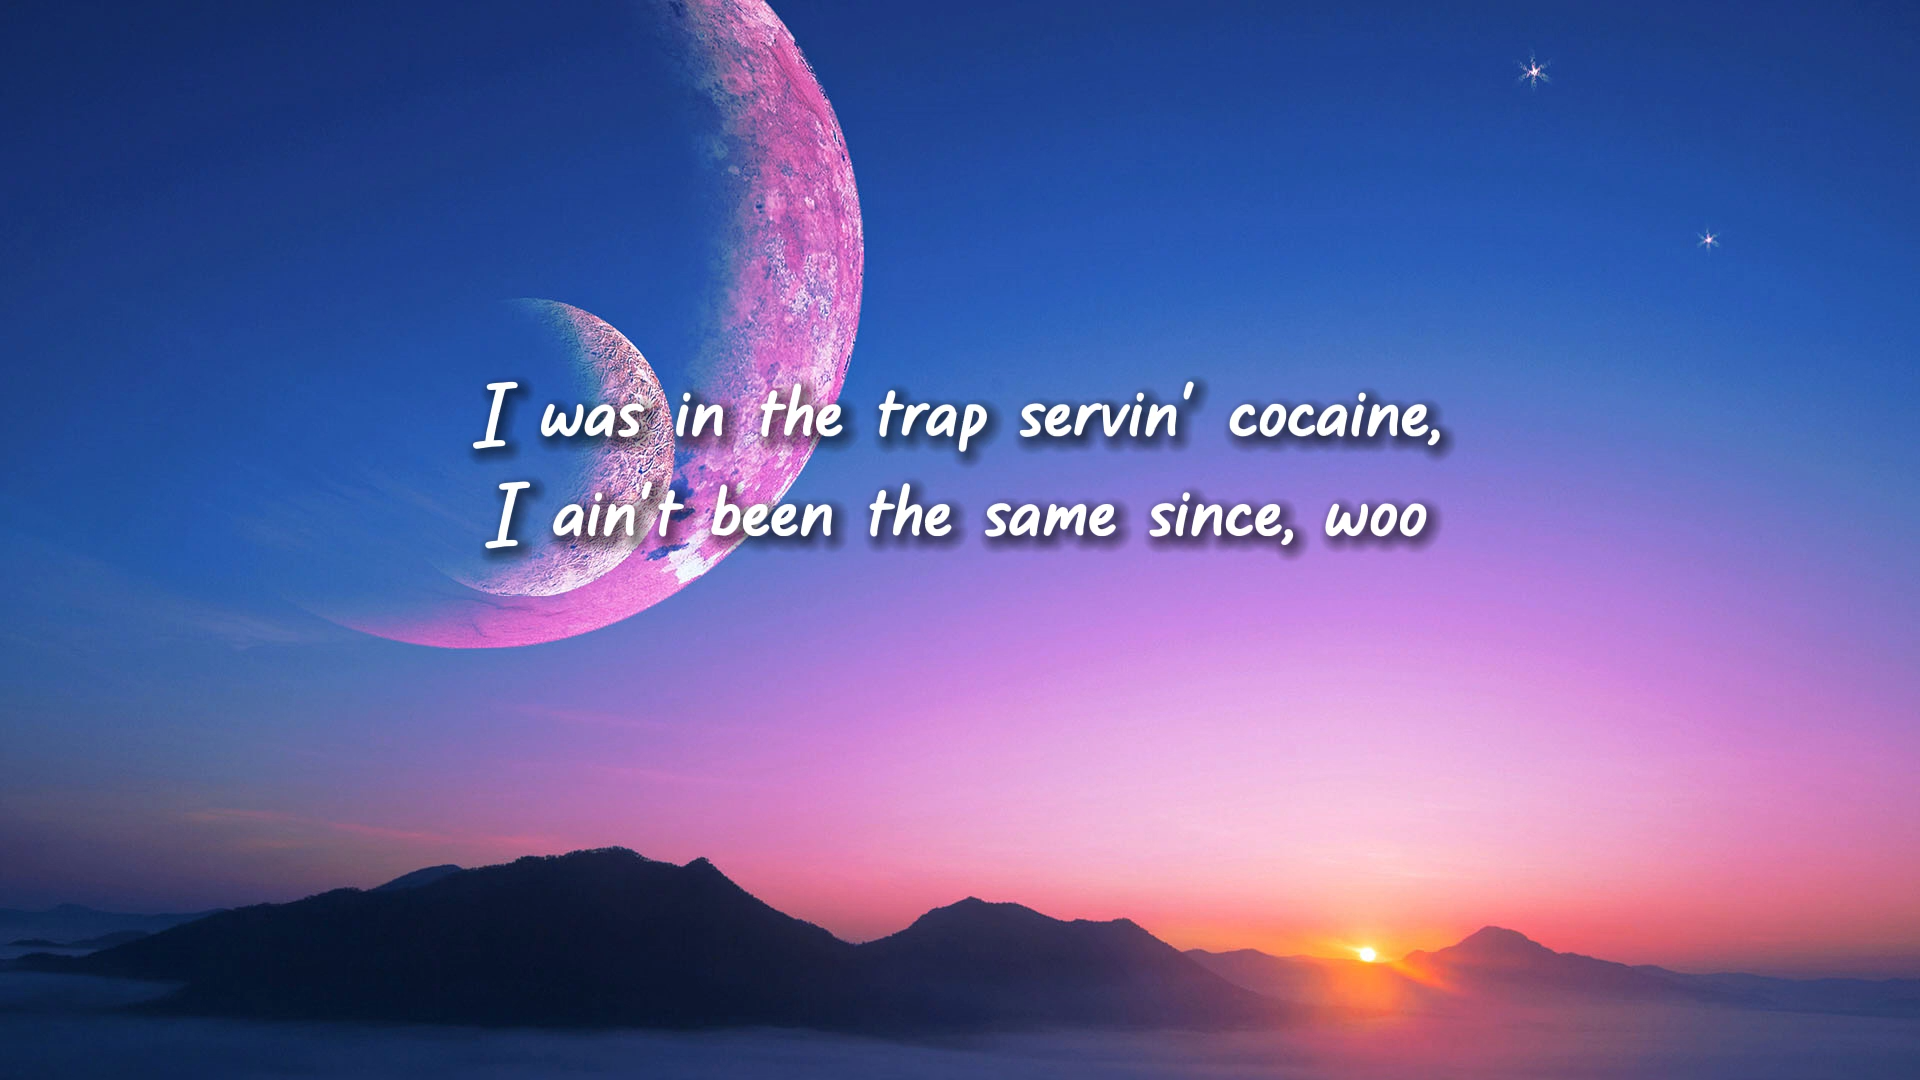 I was in the trap servin' cocaine,
I ain't been the same since, woo